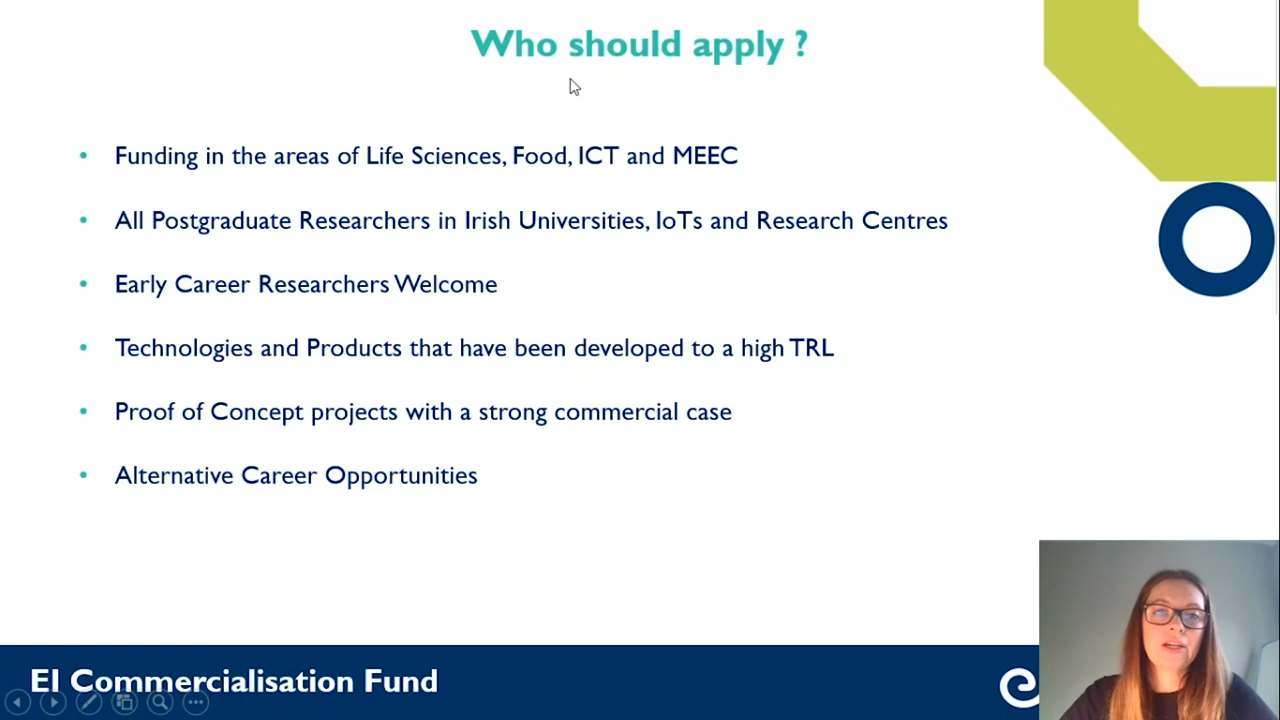 Who should apply ?
• Funding in the areas of Life Sciences, Food, ICT and MEEC
• All Postgraduate Researchers in Irish Universities, IoTs and Research Centres
• Early Career Researchers Welcome
• Technologies and Products that have been developed to a high TRL
• Proof of Concept projects with a strong commercial case
• Alternative Career Opportunities
EI Commercialisation Fund